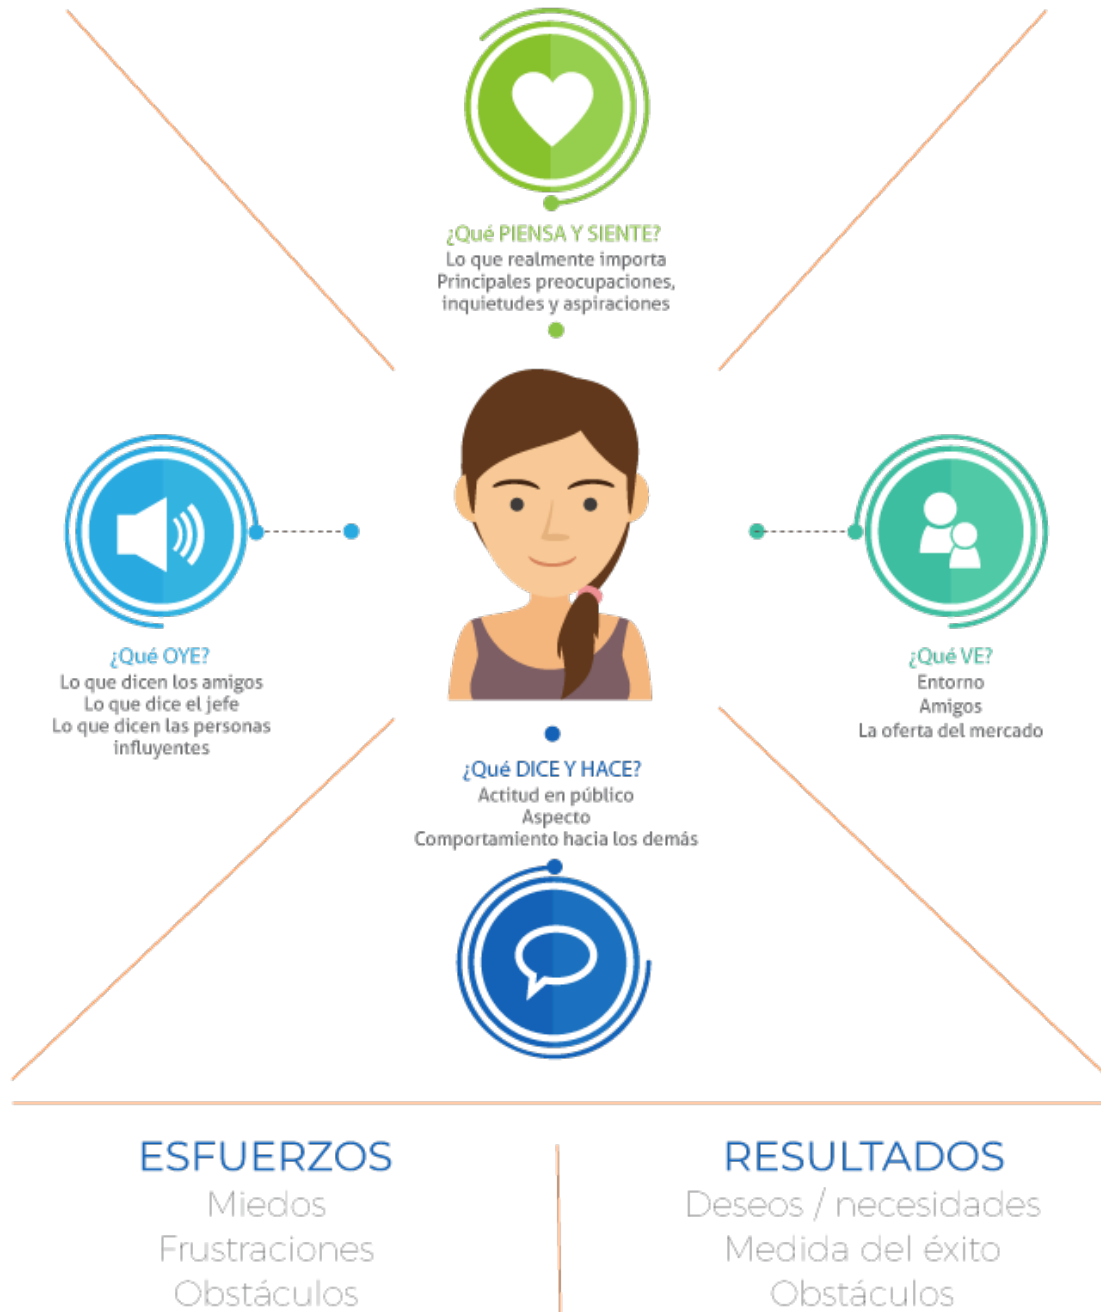 ¿Qué PIENSA Y SIENTE?
Lo que realmente importa
Principales preocupaciones,
inquietudes y aspiraciones
¿Qué OYE?
Lo que dicen los amigos
Lo que dice el jefe
Lo que dicen las personas
influyentes
¿Qué VE?
Entorno
Amigos
La oferta del mercado
¿Qué DICE Y HACE?
Actitud en público
Aspecto
Comportamiento hacia los demás
ESFUERZOS
Miedos
Frustraciones
Obstáculos
RESULTADOS
Deseos / necesidades
Medida del éxito
Obstáculos